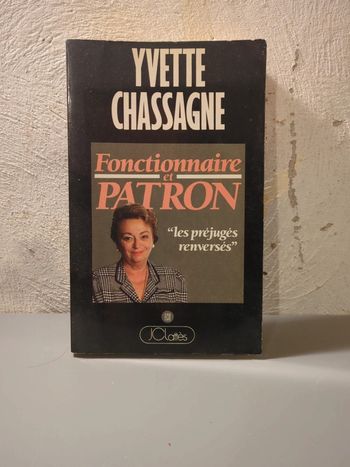 YVETTE
CHASSAGNE
Fonctionnaire
et
PATRON
“les préjugés
renversés”
JCLattès